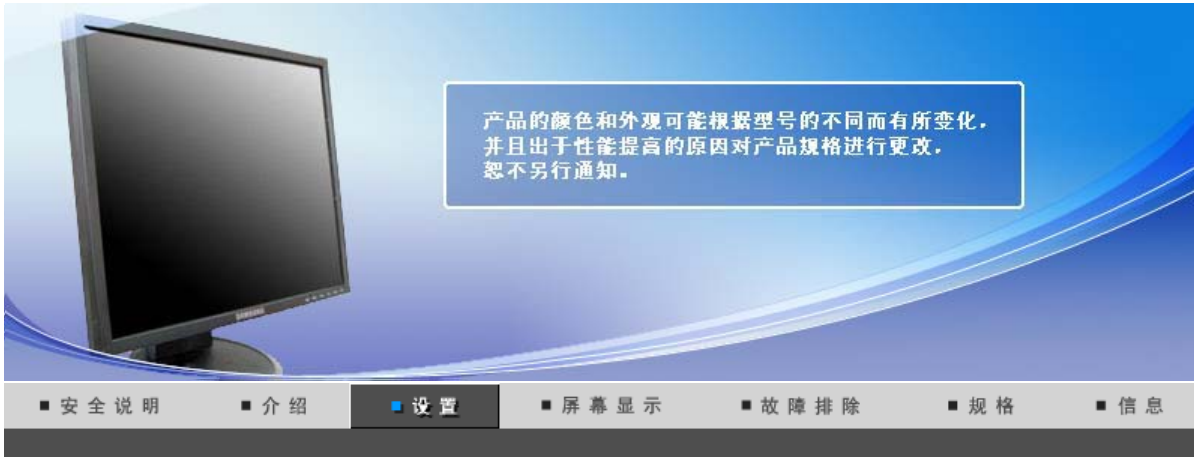 产品的颜色和外观可能根据型号的不同而有所变化，
并且出于性能提高的原因对产品规格进行更改，
恕不另行通知。
SAMSUNG
安全说明
介绍
设置
屏幕显示
故障排除
规格
信息